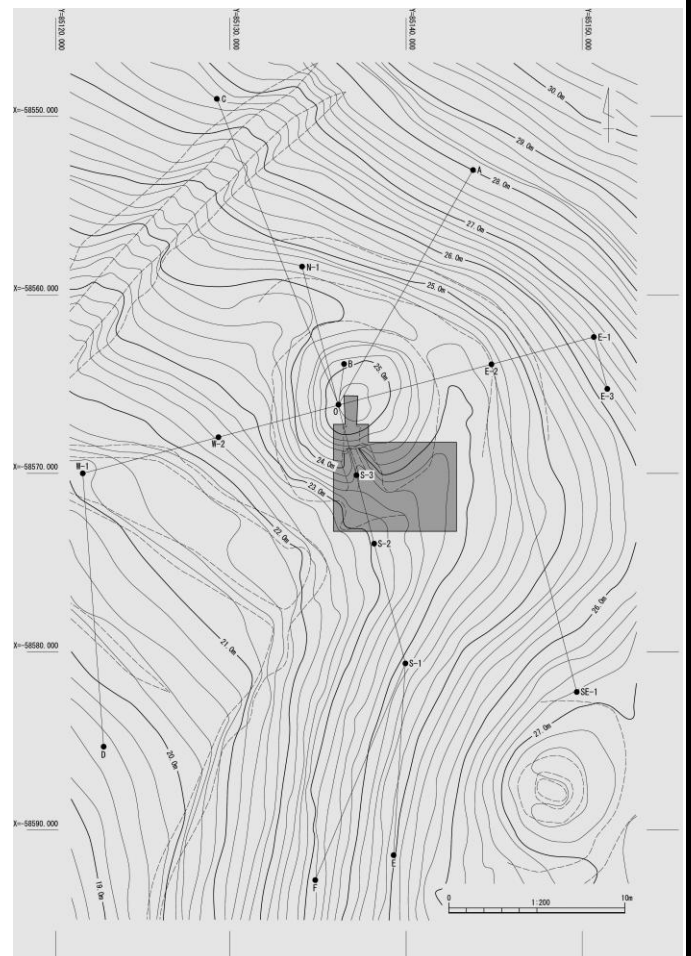 Y=85120.000
Y=85130.000
Y=85140.000
Y=85150.000
X=-58550.000
C
30.0m
29.0m
A
28.0m
27.0m
N-1
26.0m
X=-58560.000
25.0m
E-1
B
E-2
25.0m
E-3
O
W-2
24.0m
X=-58570.000
W-1
S-3
23.0m
22.0m
S-2
26.0m
21.0m
X=-58580.000
S-1
SE-1
27.0m
D
20.0m
X=-58590.000
E
F
19.0m
0
1:200
10m